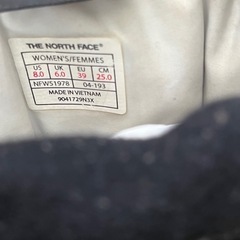 THE NORTH FACE®
WOMEN'S/FEMMES
US UK EU CM
8.0 6.0 39 25.0
NFW51978 04-193
MADE IN VIETNAM
9041729N3X